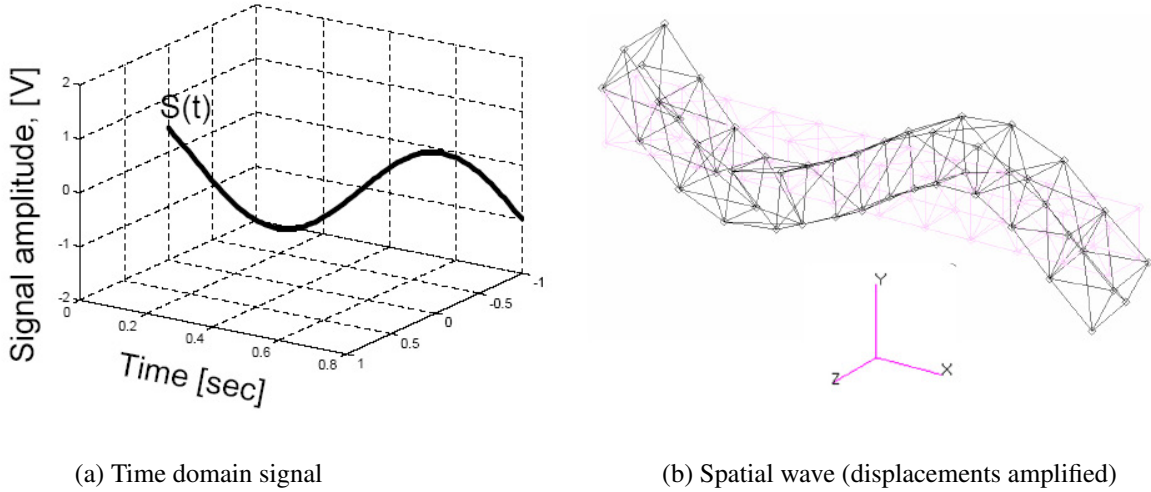 Signal amplitude, [V]
2
1
0
-1
-2
S(t)
0
0.2
0.4
0.6
0.8
Time [sec]
1
0.5
0
-0.5
-1
Y
Z
X
(a) Time domain signal
(b) Spatial wave (displacements amplified)